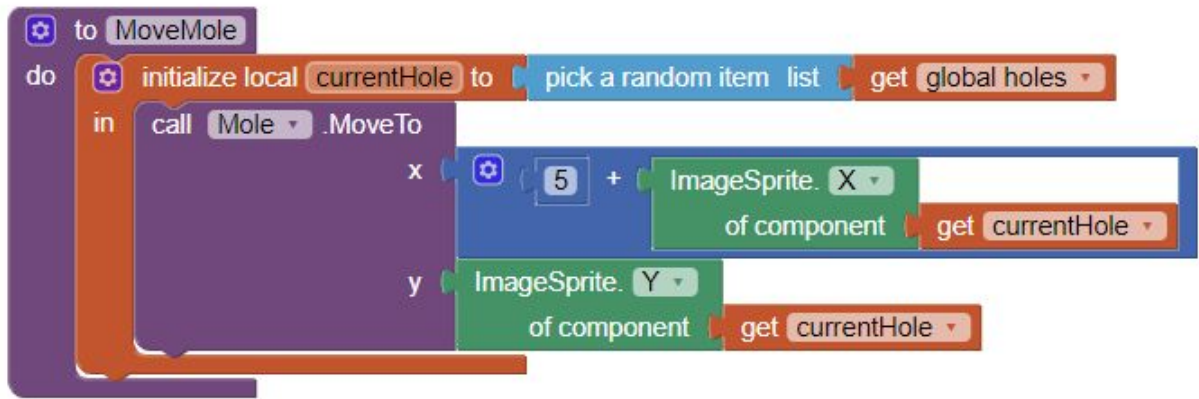 to MoveMole
do initialize local currentHole to pick a random item list get global holes
in call Mole .MoveTo
x 5 + ImageSprite. X
of component get currentHole
y ImageSprite. Y
of component get currentHole